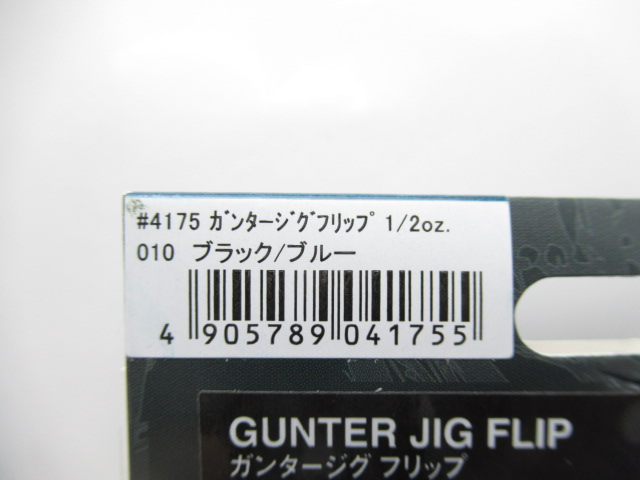 #4175 ｶﾞﾝﾀｰｼﾞｸﾞﾌﾘｯﾌﾟ 1/2oz.
010 ブラック/ブルー
4 905789 041755
GUNTER JIG FLIP
ガンタージグ フリップ